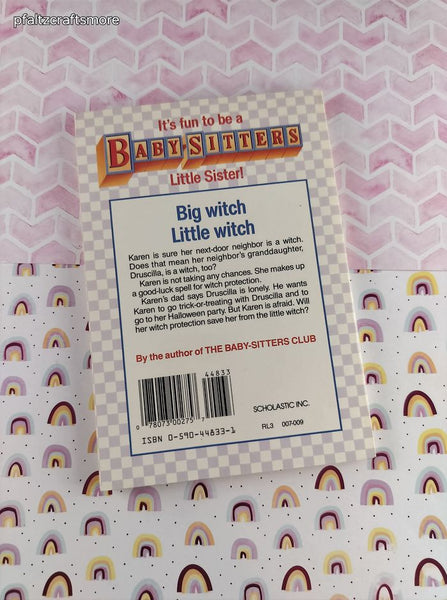 pfaltzcraftsmore
It's fun to be a
BABY-SITTERS
Little Sister!
Big witch
Little witch
Karen is sure her next-door neighbor is a witch.
Does that mean her neighbor's granddaughter,
Druscilla, is a witch, too?
Karen is not taking any chances. She makes up
a good-luck spell for witch protection.
Karen's dad says Druscilla is lonely. He wants
Karen to go trick-or-treating with Druscilla and to
go to her Halloween party. But Karen is afraid. Will
her witch protection save her from the little witch?
By the author of THE BABY-SITTERS CLUB
44833
0 78073 00275 7
ISBN 0-590-44833-1
SCHOLASTIC INC.
RL3 007-009